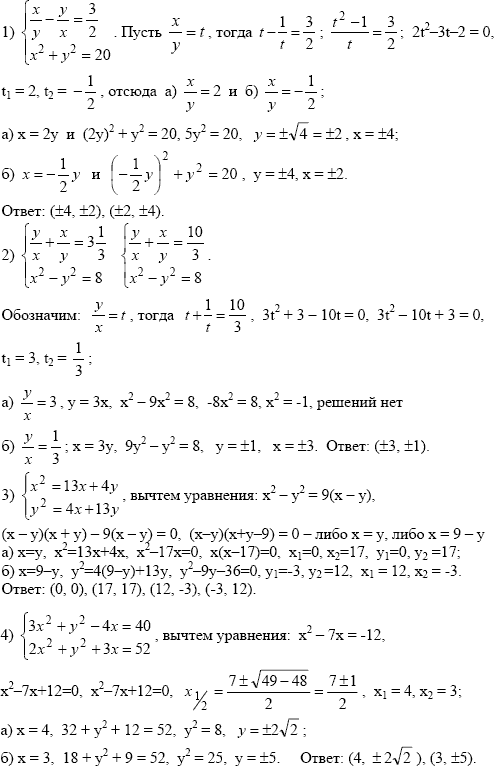 1) { x/y − y/x = 3/2; x² + y² = 20 . Пусть x/y = t , тогда t − 1/t = 3/2 ; (t² − 1)/t = 3/2 ; 2t²–3t–2 = 0,
t₁ = 2, t₂ = −1/2 , отсюда а) x/y = 2 и б) x/y = −1/2 ;
а) x = 2y и (2y)² + y² = 20, 5y² = 20, y = ±√4 = ±2 , x = ±4;
б) x = −1/2 y и (−1/2 y)² + y² = 20 , y = ±4, x = ±2.
Ответ: (±4, ±2), (±2, ±4).
2) { y/x + x/y = 3 1/3; x² − y² = 8 { y/x + x/y = 10/3; x² − y² = 8 .
Обозначим: y/x = t , тогда t + 1/t = 10/3 , 3t² + 3 – 10t = 0, 3t² – 10t + 3 = 0,
t₁ = 3, t₂ = 1/3 ;
а) y/x = 3 , y = 3x, x² – 9x² = 8, -8x² = 8, x² = -1, решений нет
б) y/x = 1/3 ; x = 3y, 9y² – y² = 8, y = ±1, x = ±3. Ответ: (±3, ±1).
3) { x² = 13x + 4y; y² = 4x + 13y , вычтем уравнения: x² – y² = 9(x – y),
(x – y)(x + y) – 9(x – y) = 0, (x–y)(x+y–9) = 0 – либо x = y, либо x = 9 – y
а) x=y, x²=13x+4x, x²–17x=0, x(x–17)=0, x₁=0, x₂=17, y₁=0, y₂ =17;
б) x=9–y, y²=4(9–y)+13y, y²–9y–36=0, y₁=-3, y₂ =12, x₁ = 12, x₂ = -3.
Ответ: (0, 0), (17, 17), (12, -3), (-3, 12).
4) { 3x² + y² − 4x = 40; 2x² + y² + 3x = 52 , вычтем уравнения: x² – 7x = -12,
x²–7x+12=0, x²–7x+12=0, x₁/₂ = (7 ± √(49 − 48))/2 = (7 ± 1)/2 , x₁ = 4, x₂ = 3;
а) x = 4, 32 + y² + 12 = 52, y² = 8, y = ±2√2 ;
б) x = 3, 18 + y² + 9 = 52, y² = 25, y = ±5. Ответ: (4, ±2√2 ), (3, ±5).